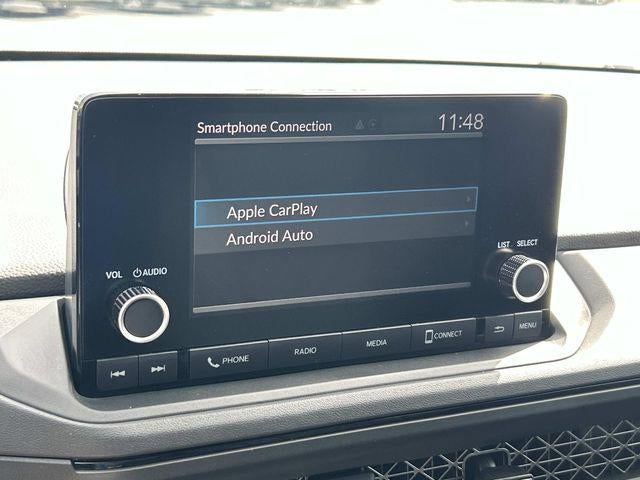 Smartphone Connection 11:48
Apple CarPlay
Android Auto
VOL AUDIO
LIST SELECT
PHONE RADIO MEDIA CONNECT MENU